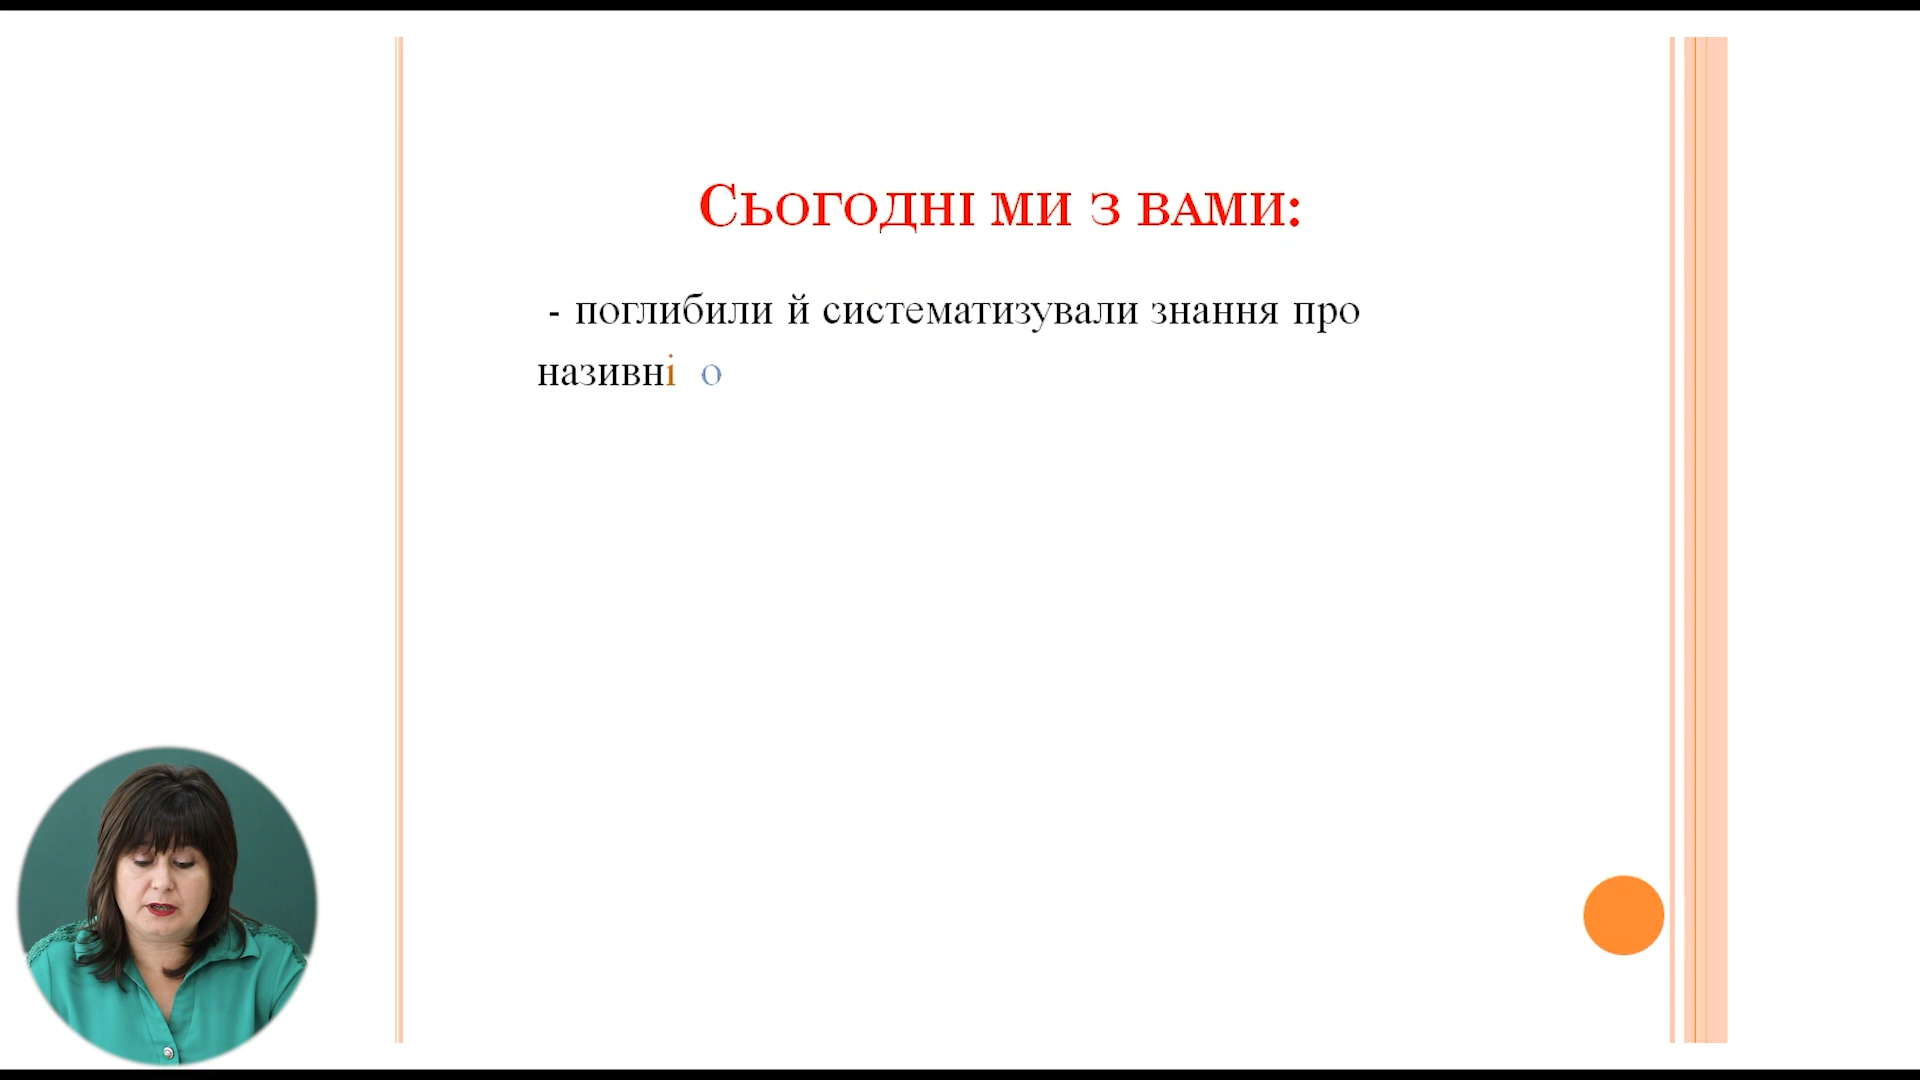 Сьогодні ми з вами:
- поглибили й систематизували знання про
називні о